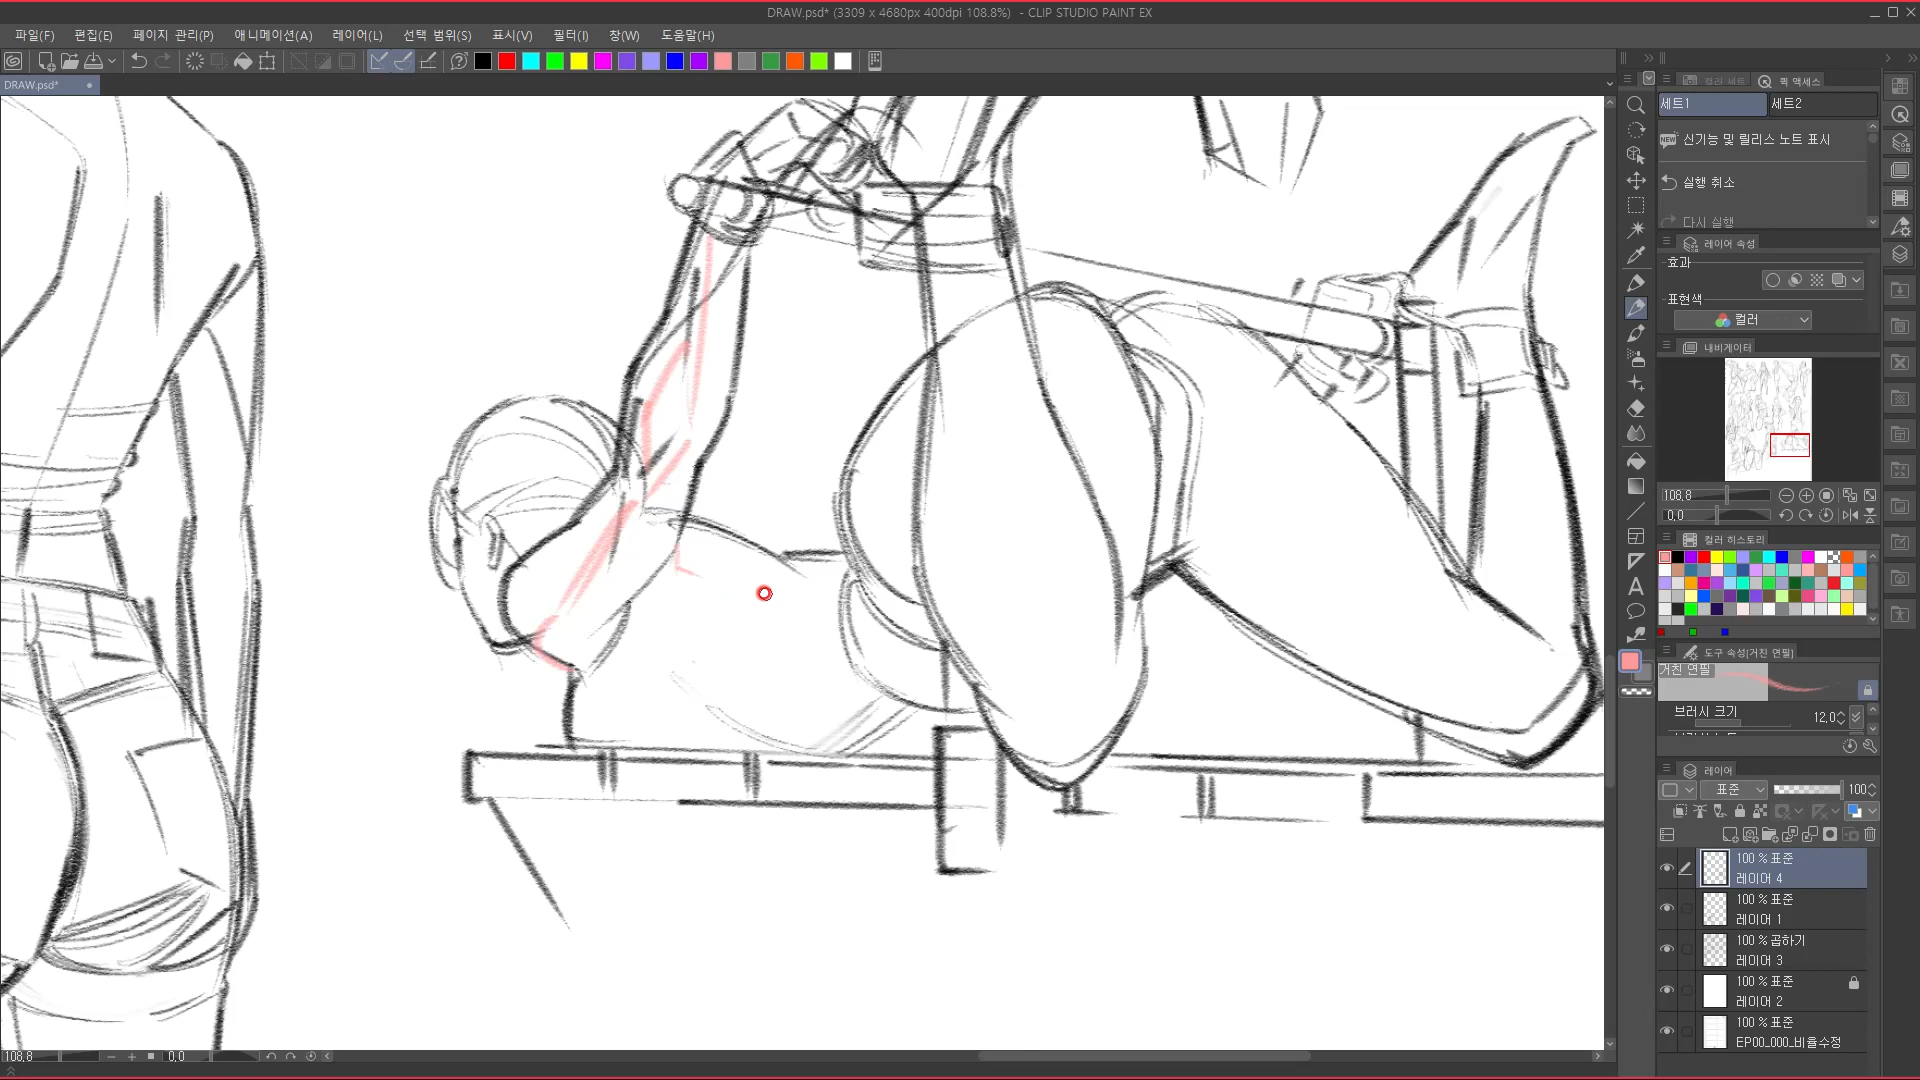 DRAW.psd* (3309 x 4680px 400dpi 108.8%) - CLIP STUDIO PAINT EX
파일(F) 편집(E) 페이지 관리(P) 애니메이션(A) 레이어(L) 선택 범위(S) 표시(V) 필터(I) 창(W) 도움말(H)
DRAW.psd*
컬러 세트 퀵 액세스
세트1 세트2
NEW 신기능 및 릴리스 노트 표시
실행 취소
다시 실행
레이어 속성
효과
표현색
컬러
내비게이터
108.8
0.0
컬러 히스토리
도구 속성(거친 연필)
거친 연필
브러시 크기 12.0
레이어
표준 100
100 % 표준
레이어 4
100 % 표준
레이어 1
100 % 곱하기
레이어 3
100 % 표준
레이어 2
100 % 표준
EP00_000_비율수정
108.8 0.0